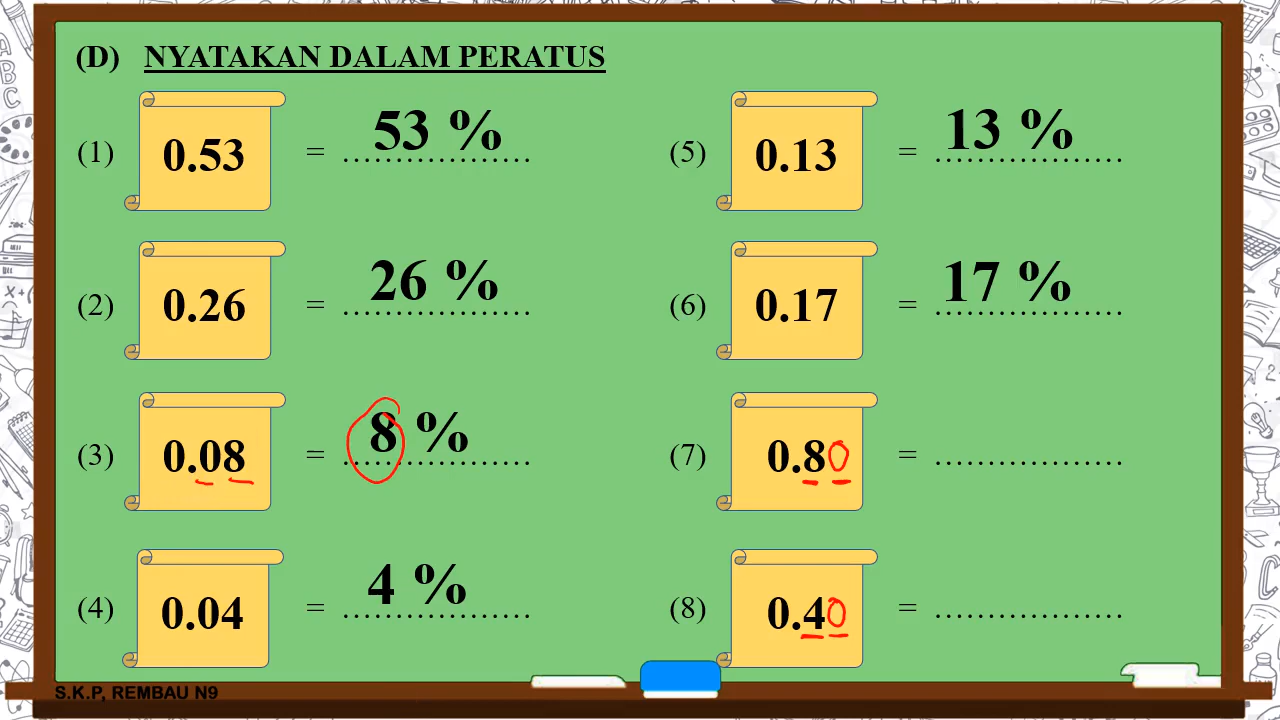 (D) NYATAKAN DALAM PERATUS
(1) 0.53 = .................. 53 %
(2) 0.26 = .................. 26 %
(3) 0.08 = .................. 8 %
(4) 0.04 = .................. 4 %
(5) 0.13 = .................. 13 %
(6) 0.17 = .................. 17 %
(7) 0.80 = ..................
(8) 0.40 = ..................
S.K.P, REMBAU N9